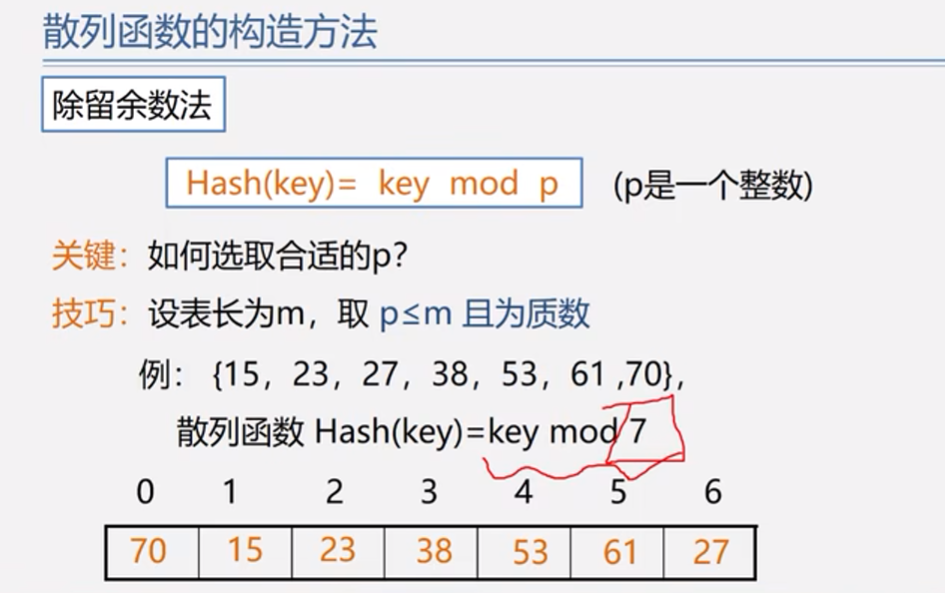 散列函数的构造方法
除留余数法
Hash(key)= key mod p (p是一个整数)
关键：如何选取合适的p?
技巧：设表长为m，取 p≤m 且为质数
例： {15，23，27，38，53，61 ,70}，
散列函数 Hash(key)=key mod 7
0 1 2 3 4 5 6
70 15 23 38 53 61 27